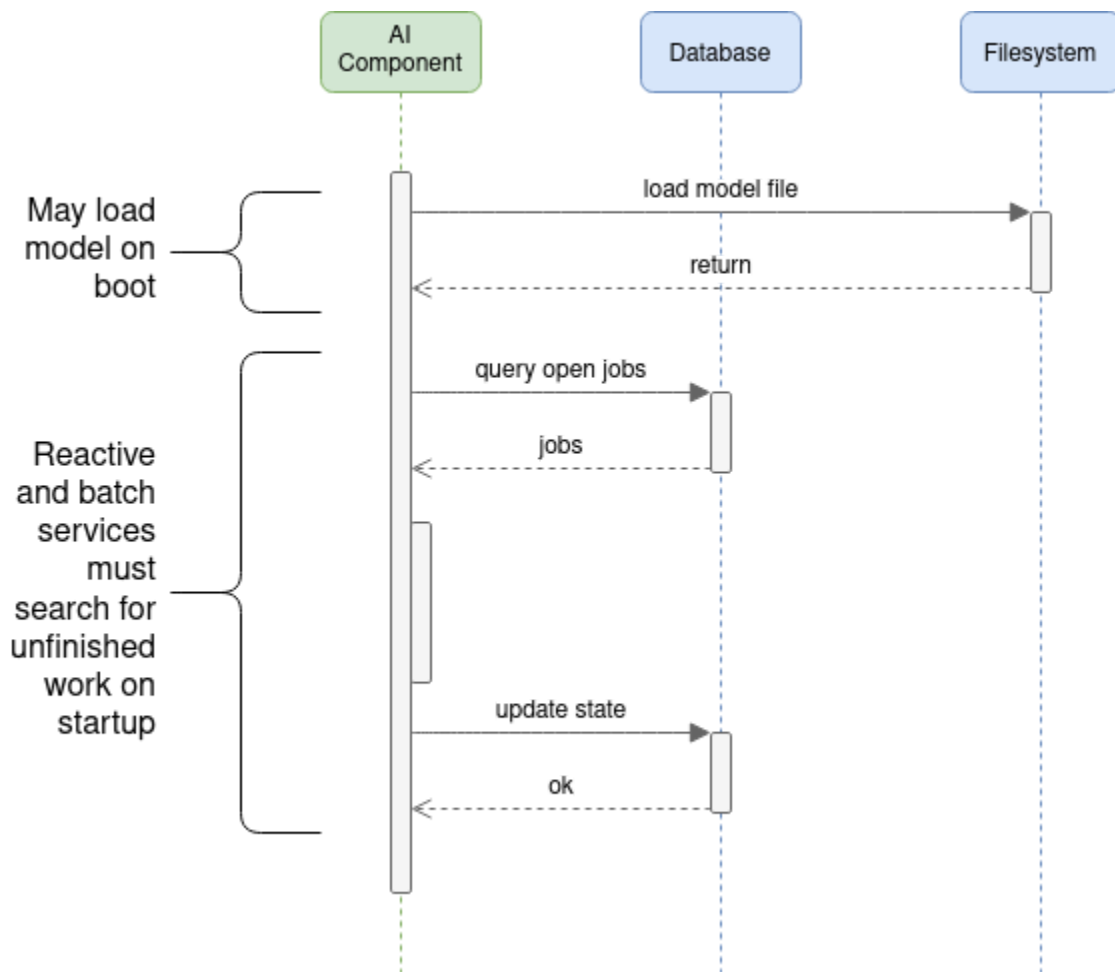 AI
Component
Database
Filesystem
May load
model on
boot
load model file
return
Reactive
and batch
services
must
search for
unfinished
work on
startup
query open jobs
jobs
update state
ok